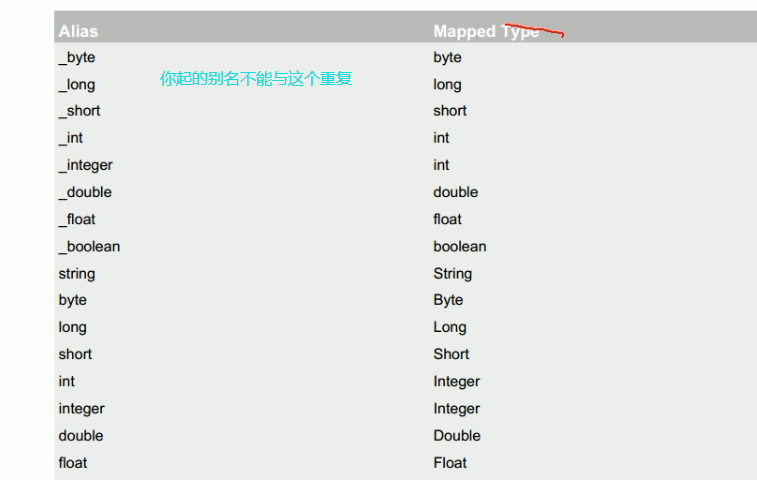 Alias Mapped Type
_byte byte
你起的别名不能与这个重复
_long long
_short short
_int int
_integer int
_double double
_float float
_boolean boolean
string String
byte Byte
long Long
short Short
int Integer
integer Integer
double Double
float Float